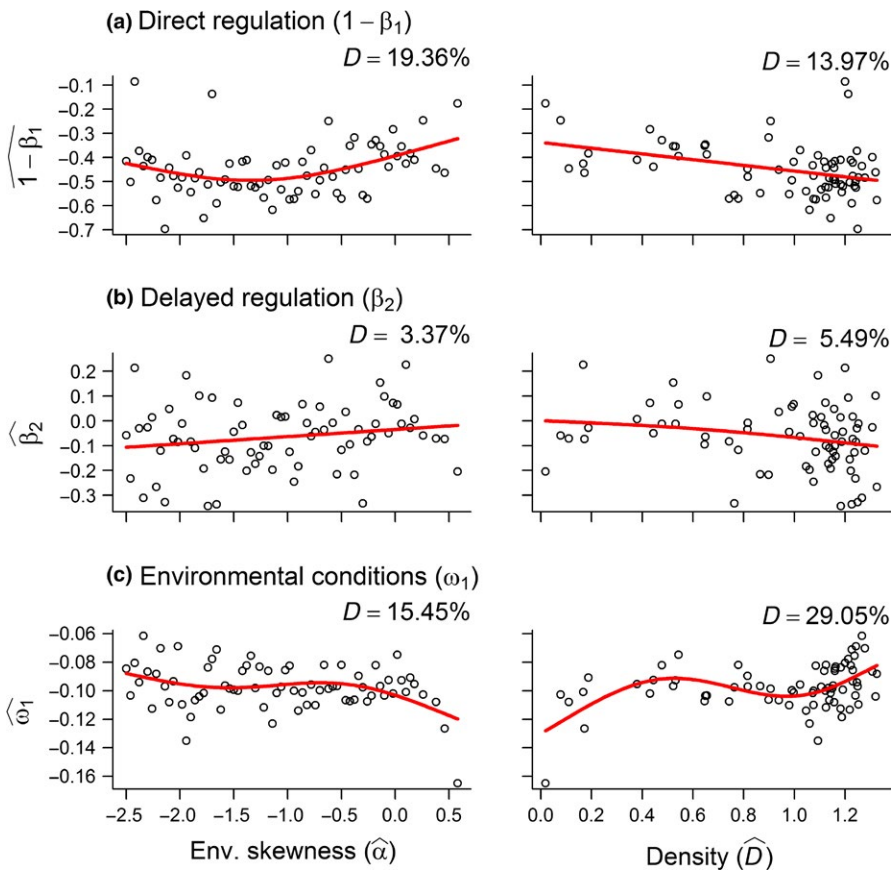 (a) Direct regulation (1 − β₁)
D = 19.36%
D = 13.97%
−0.1
−0.2
−0.3
−0.4
−0.5
−0.6
−0.7
1 − β₁
(b) Delayed regulation (β₂)
D = 3.37%
D = 5.49%
0.2
0.1
0.0
−0.1
−0.2
−0.3
β̂₂
(c) Environmental conditions (ω₁)
D = 15.45%
D = 29.05%
−0.06
−0.08
−0.10
−0.12
−0.14
−0.16
ω̂₁
−2.5 −2.0 −1.5 −1.0 −0.5 0.0 0.5
0.0 0.2 0.4 0.6 0.8 1.0 1.2
Env. skewness (α̂)
Density (D̂)